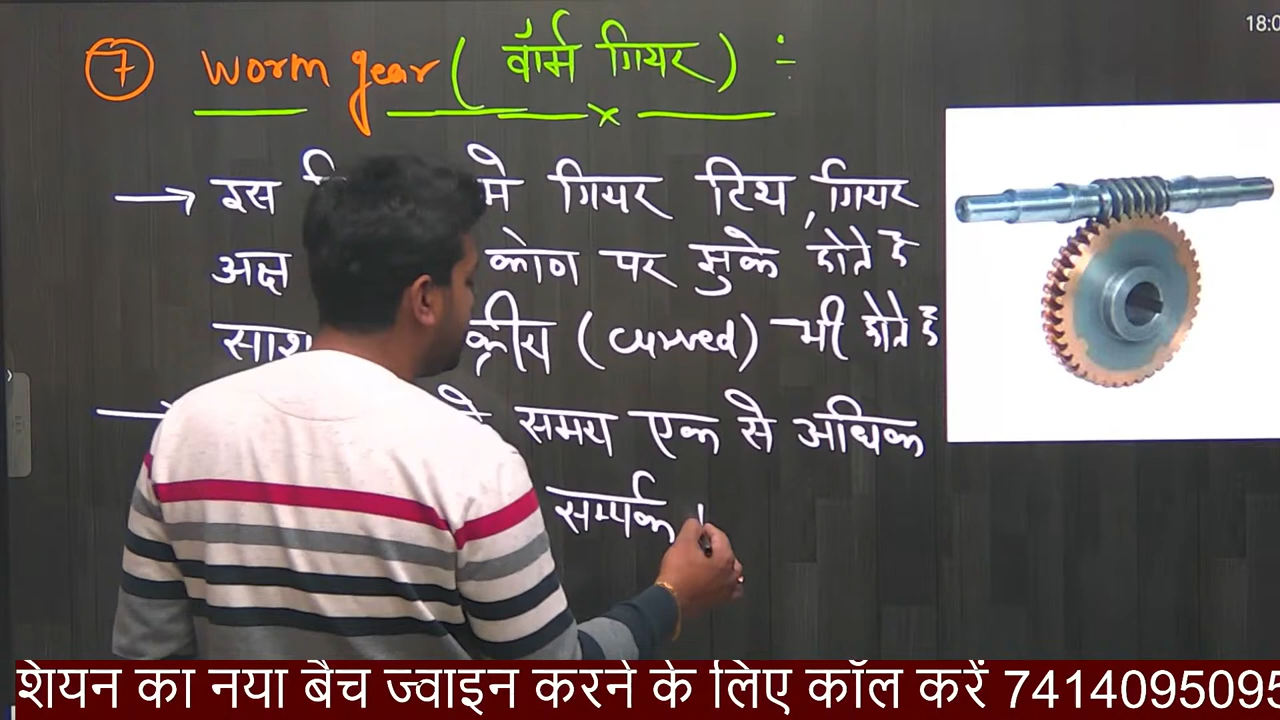 18:0
⑦ Worm gear ( वॉर्म गियर ) :-
→ इस मे गियर टिथ, गियर
अक्ष कोण पर झुके होते है
साथ क्रीय (curved) भी होते है
समय एक से अधिक
सम्पर्क
शियन का नया बैच ज्वाइन करने के लिए कॉल करें 7414095095